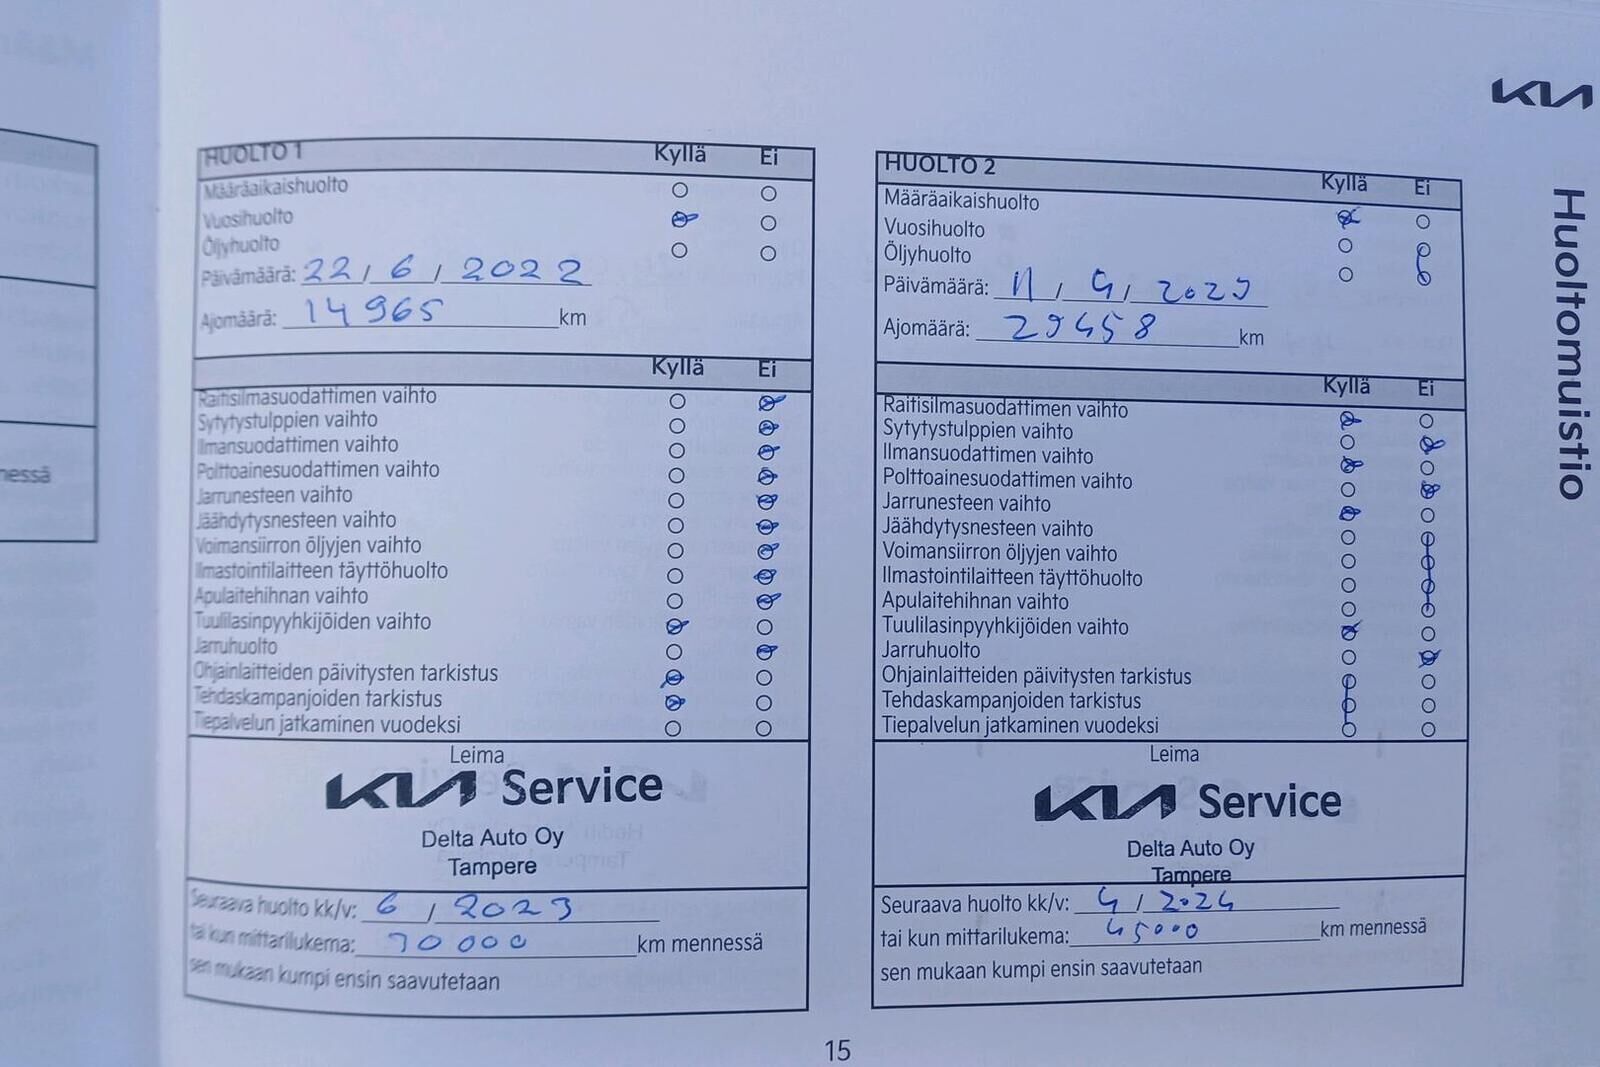 nessä
KIA
Huoltomuistio
HUOLTO 1 Kyllä Ei
Määräaikaishuolto
Vuosihuolto
Öljyhuolto
Päivämäärä: 22 / 6 / 2022
Ajomäärä: 14965 km
Kyllä Ei
Raitisilmasuodattimen vaihto
Sytytystulppien vaihto
Ilmansuodattimen vaihto
Polttoainesuodattimen vaihto
Jarrunesteen vaihto
Jäähdytysnesteen vaihto
Voimansiirron öljyjen vaihto
Ilmastointilaitteen täyttöhuolto
Apulaitehihnan vaihto
Tuulilasinpyyhkijöiden vaihto
Jarruhuolto
Ohjainlaitteiden päivitysten tarkistus
Tehdaskampanjoiden tarkistus
Tiepalvelun jatkaminen vuodeksi
Leima
KIA Service
Delta Auto Oy
Tampere
Seuraava huolto kk/v: 6 / 2023
tai kun mittarilukema: 30000 km mennessä
sen mukaan kumpi ensin saavutetaan
HUOLTO 2 Kyllä Ei
Määräaikaishuolto
Vuosihuolto
Öljyhuolto
Päivämäärä: 11 / 4 / 2023
Ajomäärä: 29458 km
Kyllä Ei
Raitisilmasuodattimen vaihto
Sytytystulppien vaihto
Ilmansuodattimen vaihto
Polttoainesuodattimen vaihto
Jarrunesteen vaihto
Jäähdytysnesteen vaihto
Voimansiirron öljyjen vaihto
Ilmastointilaitteen täyttöhuolto
Apulaitehihnan vaihto
Tuulilasinpyyhkijöiden vaihto
Jarruhuolto
Ohjainlaitteiden päivitysten tarkistus
Tehdaskampanjoiden tarkistus
Tiepalvelun jatkaminen vuodeksi
Leima
KIA Service
Delta Auto Oy
Tampere
Seuraava huolto kk/v: 4 / 2024
tai kun mittarilukema: 45000 km mennessä
sen mukaan kumpi ensin saavutetaan
15